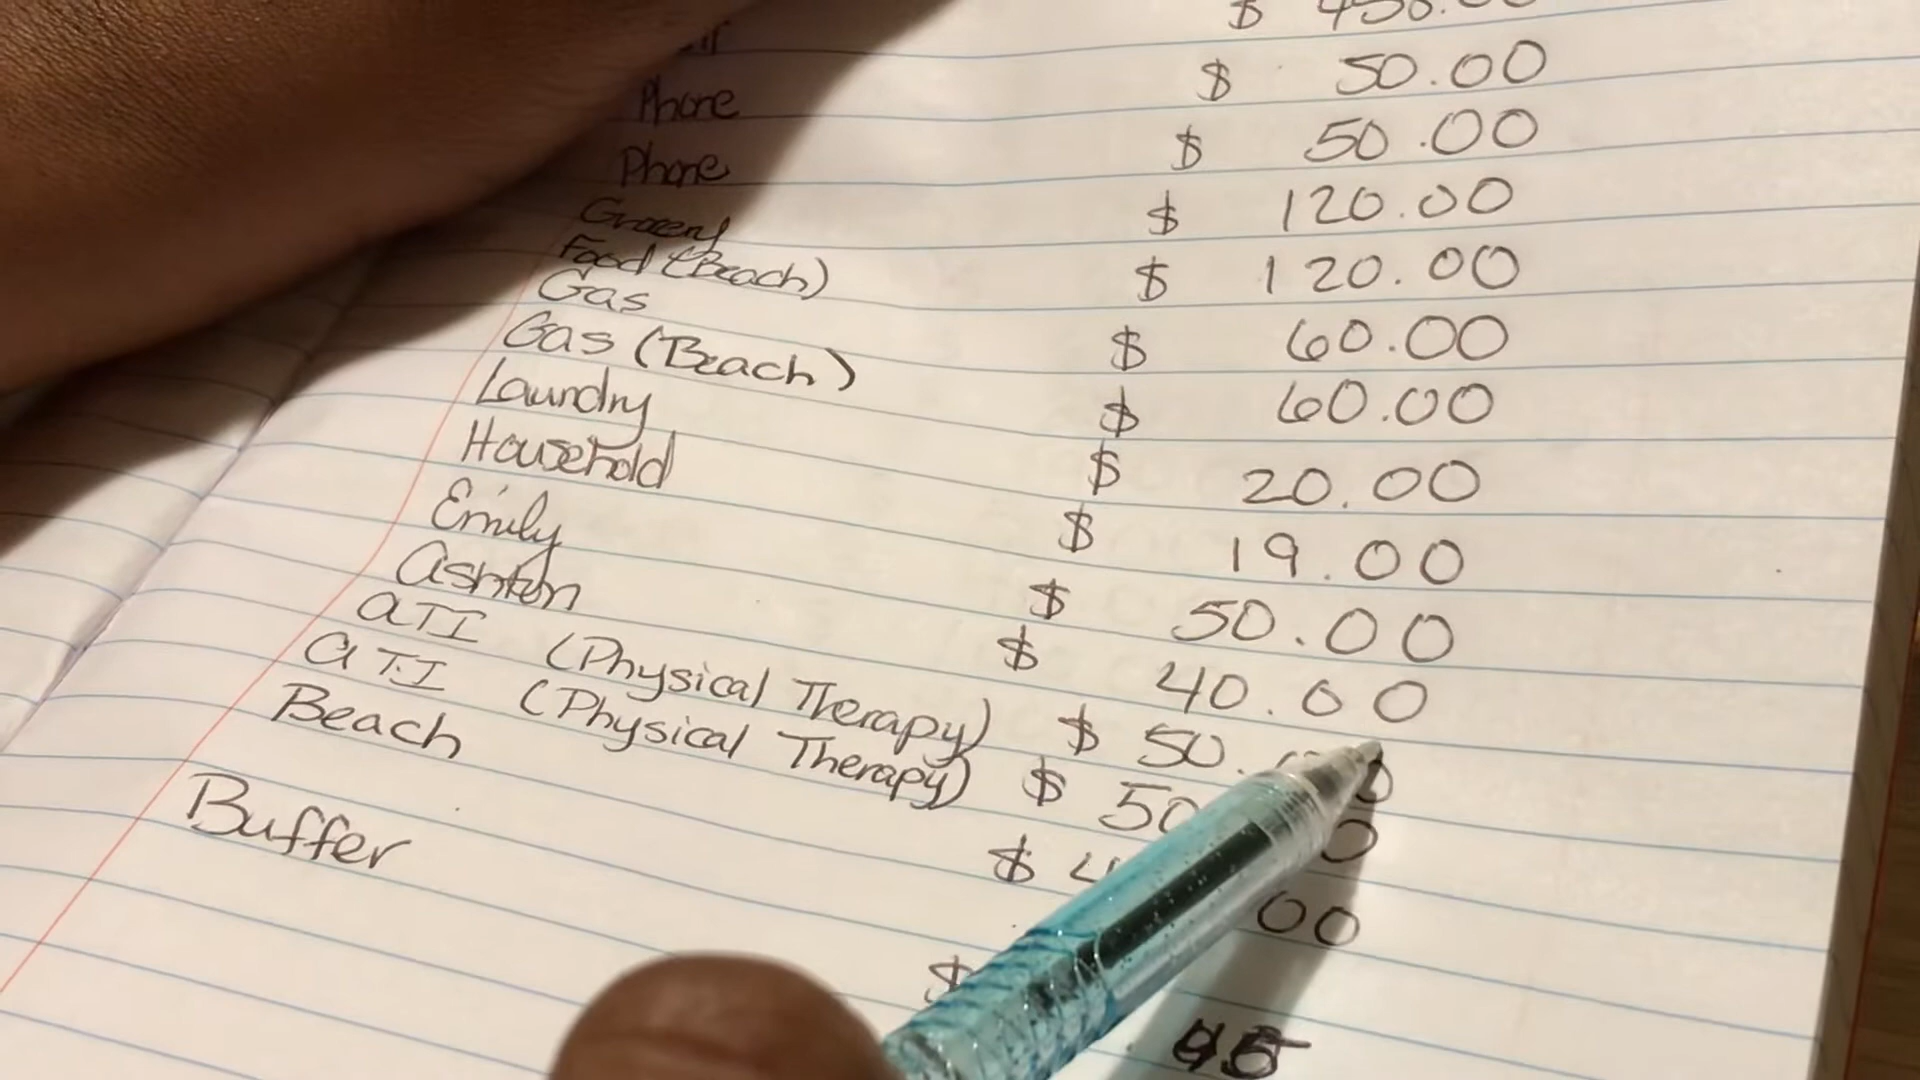 $
Phone $ 50.00
Phone $ 50.00
Grocery $ 120.00
Food (Beach) $ 120.00
Gas $ 60.00
Gas (Beach) $ 60.00
Laundry $ 20.00
Household $ 19.00
Emily $ 50.00
Ashton $ 40.00
ATI (Physical Therapy) $ 50.
ATI (Physical Therapy) $ 50
Beach $ 00
Buffer $